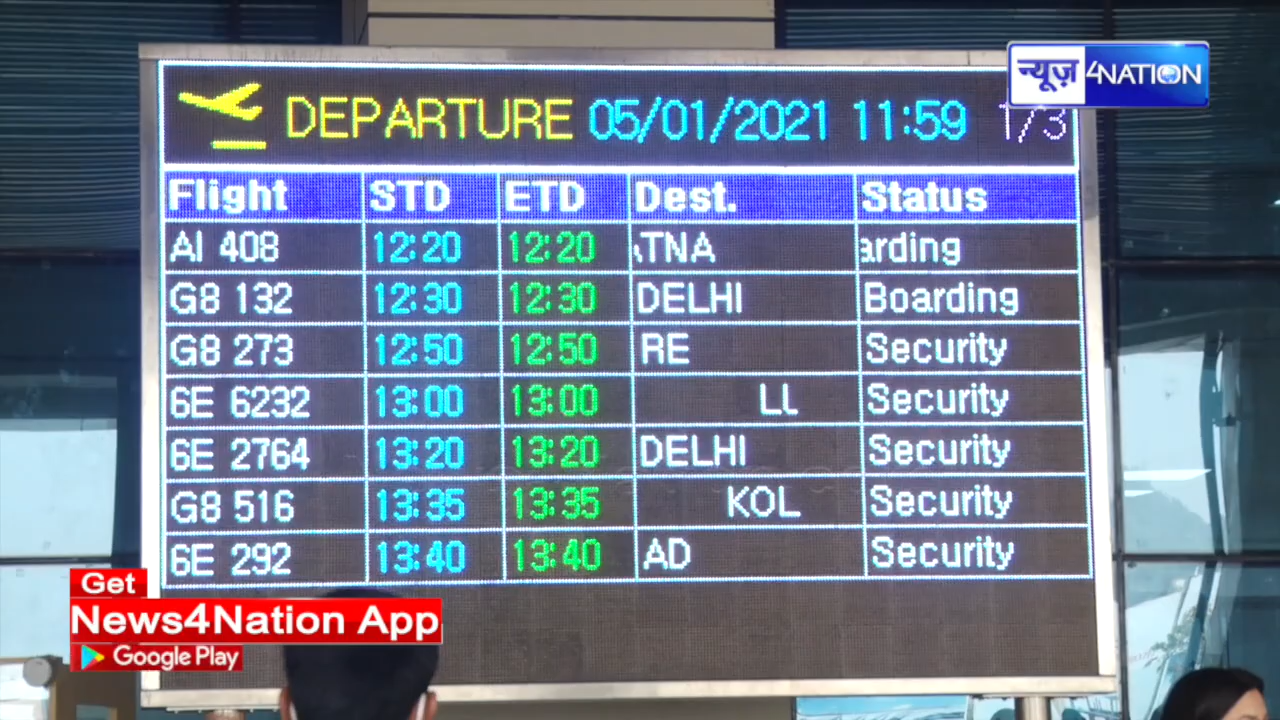 न्यूज़ 4NATION
DEPARTURE 05/01/2021 11:59 1/3
Flight STD ETD Dest. Status
AI 408 12:20 12:20 ATNA arding
G8 132 12:30 12:30 DELHI Boarding
G8 273 12:50 12:50 RE Security
6E 6232 13:00 13:00 LL Security
6E 2764 13:20 13:20 DELHI Security
G8 516 13:35 13:35 KOL Security
6E 292 13:40 13:40 AD Security
Get
News4Nation App
Google Play